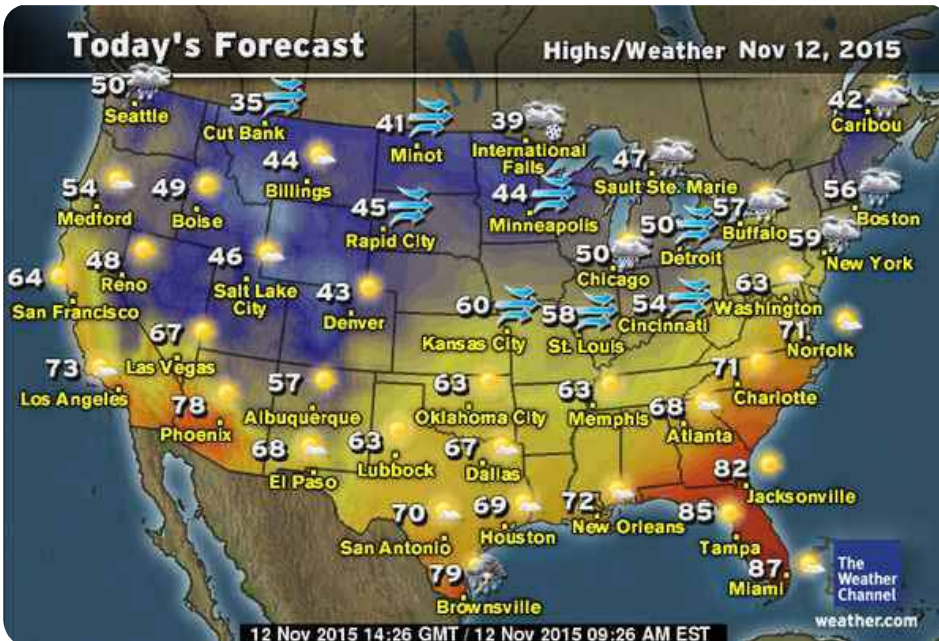 Today's Forecast
Highs/Weather Nov 12, 2015
50
Seattle
35
Cut Bank
41
Minot
39
International
Falls
47
Sault Ste. Marie
42
Caribou
54
Medford
49
Boise
44
Billings
45
Rapid City
44
Minneapolis
50
Detroit
57
Buffalo
56
Boston
64
San Francisco
48
Reno
46
Salt Lake
City
43
Denver
50
Chicago
59
New York
67
Las Vegas
60
Kansas City
58
St. Louis
54
Cincinnati
63
Washington
71
Norfolk
73
Los Angeles
78
Phoenix
57
Albuquerque
63
Oklahoma City
63
Memphis
71
Charlotte
68
El Paso
63
Lubbock
67
Dallas
68
Atlanta
82
Jacksonville
70
San Antonio
69
Houston
72
New Orleans
85
Tampa
79
Brownsville
87
Miami
The
Weather
Channel
weather.com
12 Nov 2015 14:26 GMT / 12 Nov 2015 09:26 AM EST